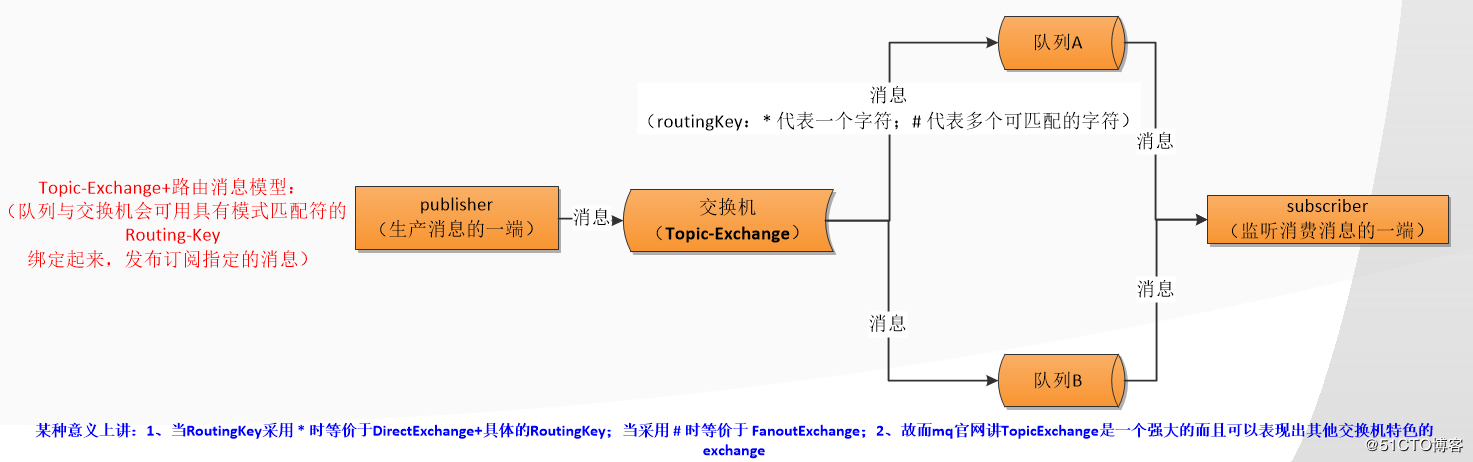 队列A
消息
（routingKey：* 代表一个字符；# 代表多个可匹配的字符）
消息
Topic-Exchange+路由消息模型：
（队列与交换机会可用具有模式匹配符的
Routing-Key
绑定起来，发布订阅指定的消息）
publisher
（生产消息的一端）
消息
交换机
（Topic-Exchange）
subscriber
（监听消费消息的一端）
消息
消息
队列B
某种意义上讲：1、当RoutingKey采用 * 时等价于DirectExchange+具体的RoutingKey；当采用 # 时等价于 FanoutExchange；2、故而mq官网讲TopicExchange是一个强大的而且可以表现出其他交换机特色的
exchange
@51CTO博客